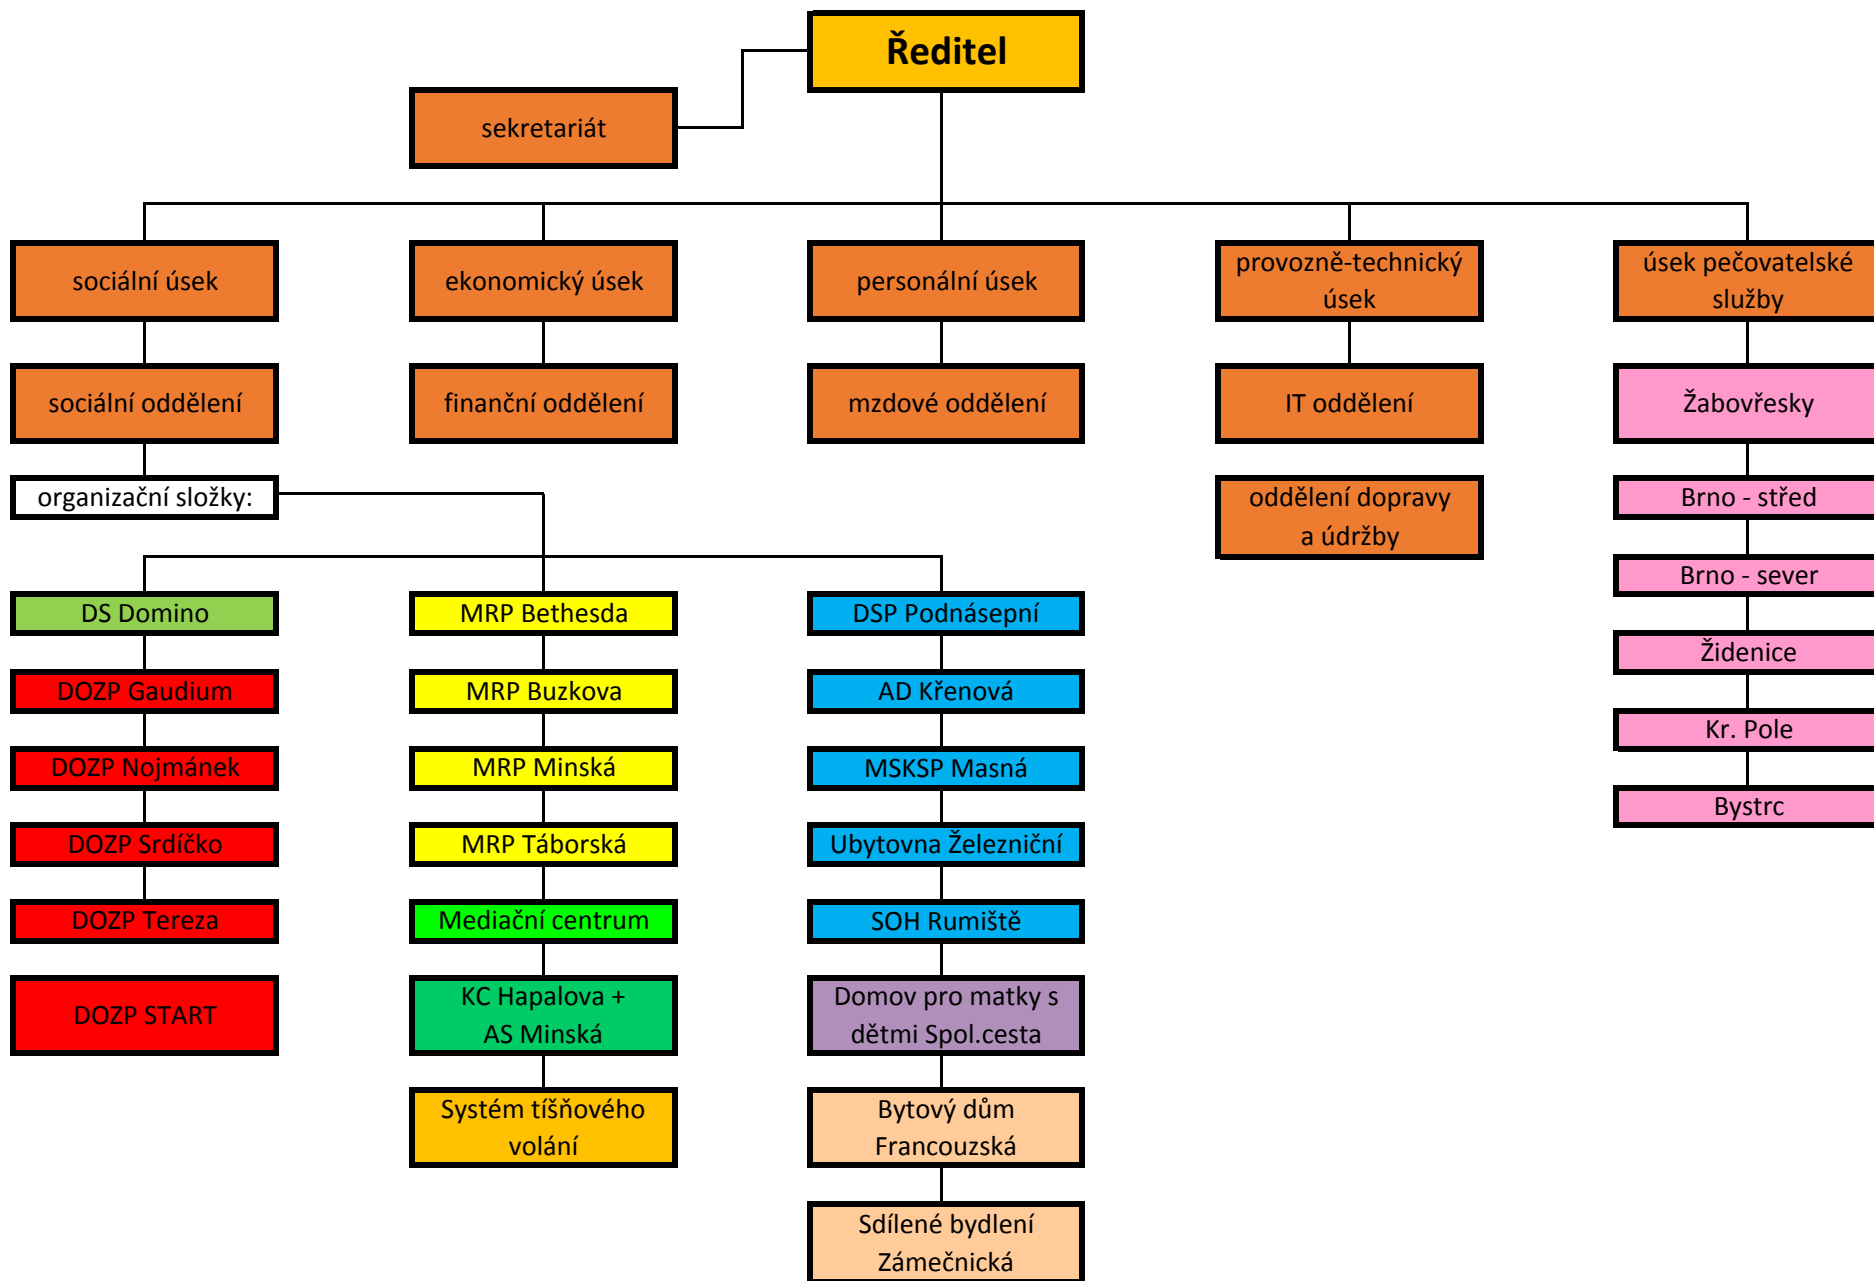 Ředitel
sekretariát
sociální úsek
ekonomický úsek
personální úsek
provozně-technický
úsek
úsek pečovatelské
služby
sociální oddělení
finanční oddělení
mzdové oddělení
IT oddělení
Žabovřesky
organizační složky:
oddělení dopravy
a údržby
Brno - střed
Brno - sever
Židenice
Kr. Pole
Bystrc
DS Domino
DOZP Gaudium
DOZP Nojmánek
DOZP Srdíčko
DOZP Tereza
DOZP START
MRP Bethesda
MRP Buzkova
MRP Minská
MRP Táborská
Mediační centrum
KC Hapalova +
AS Minská
Systém tíšňového
volání
DSP Podnásepní
AD Křenová
MSKSP Masná
Ubytovna Železniční
SOH Rumiště
Domov pro matky s
dětmi Spol.cesta
Bytový dům
Francouzská
Sdílené bydlení
Zámečnická